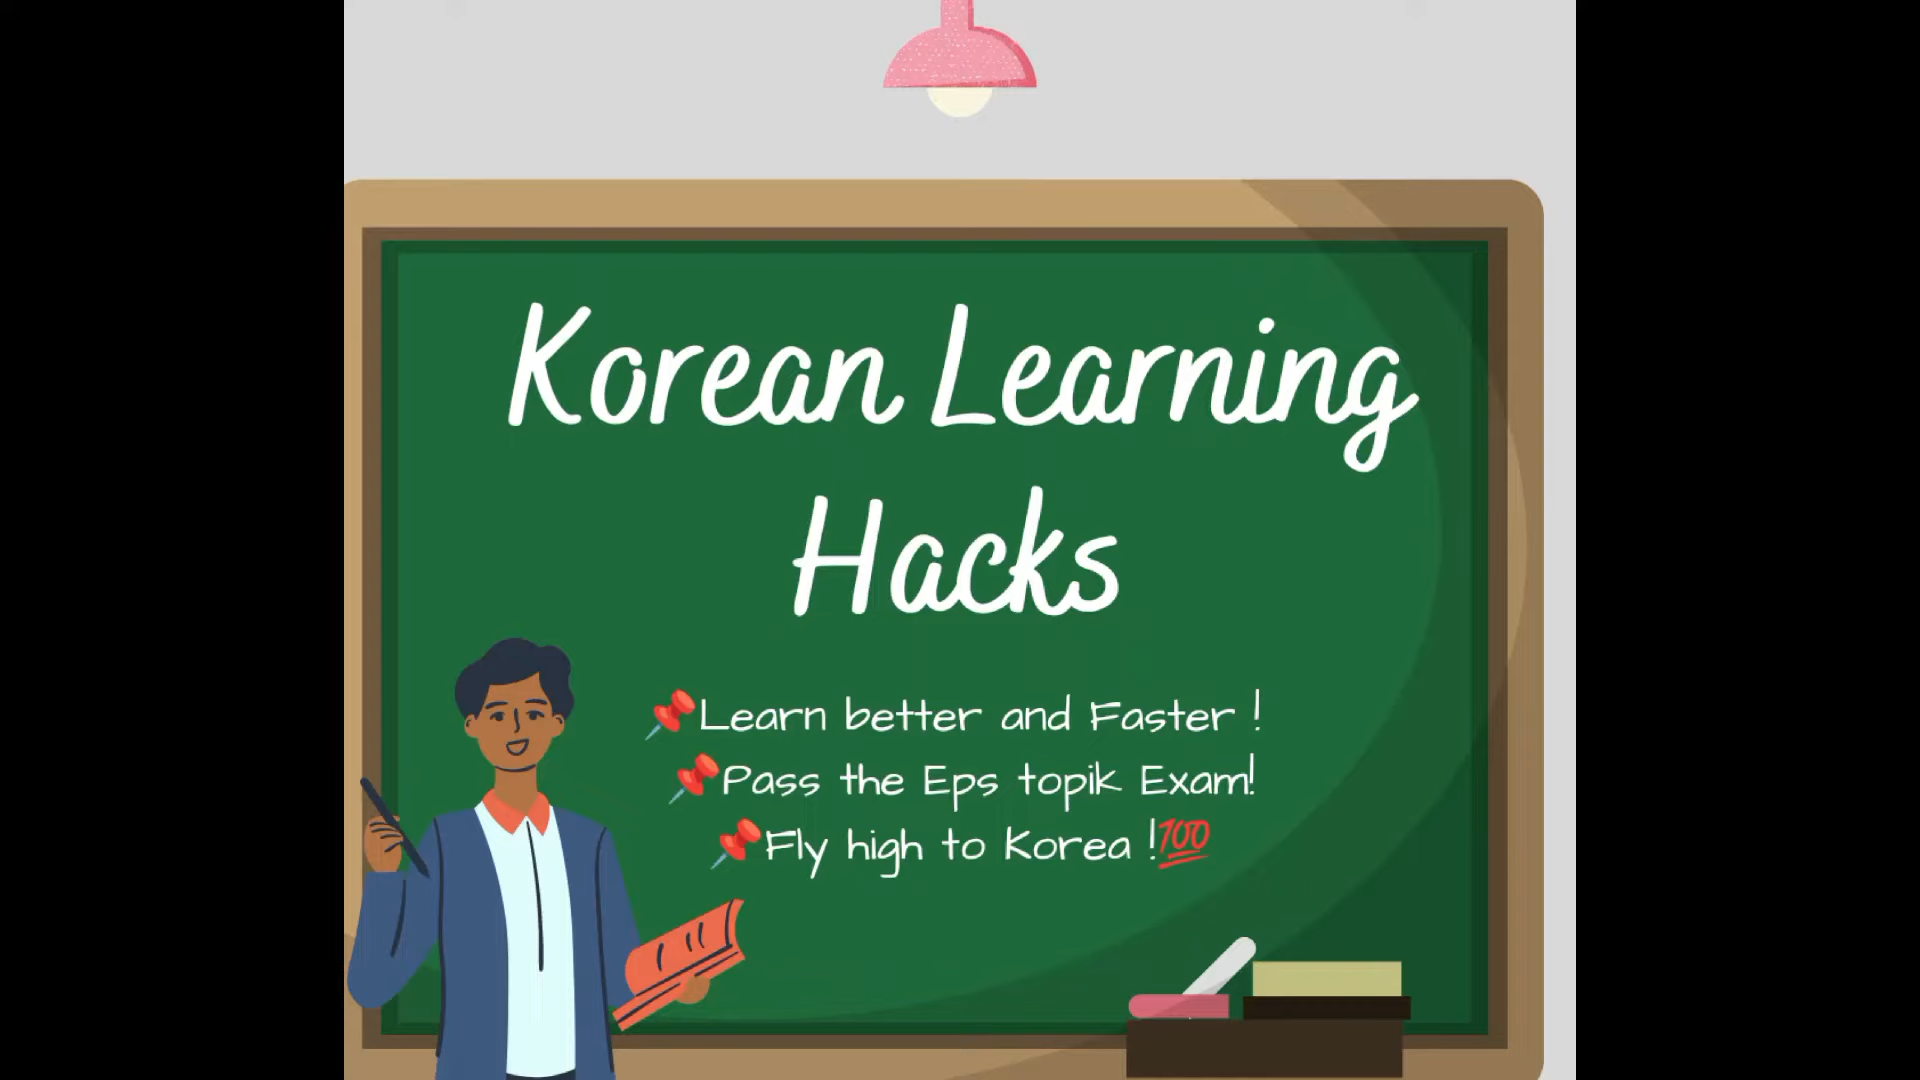 Korean Learning
Hacks
📌Learn better and Faster !
📌Pass the Eps topik Exam!
📌Fly high to Korea !💯